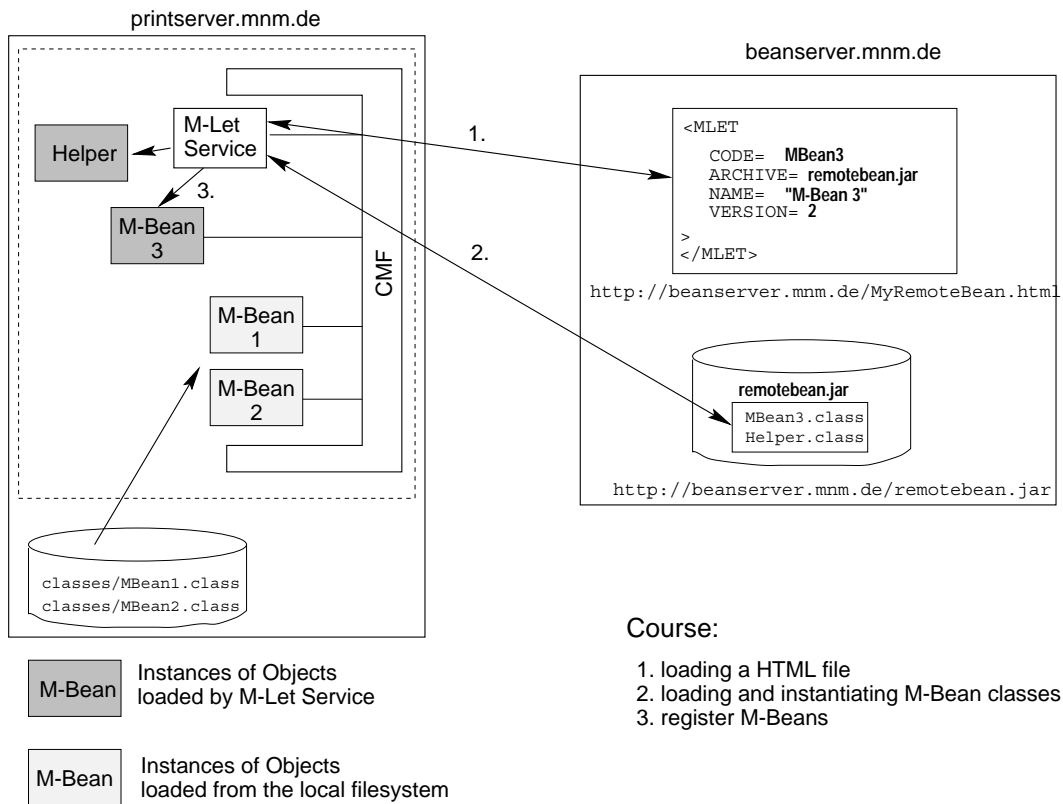 printserver.mnm.de
beanserver.mnm.de
M-Let
Service
Helper
1.
3.
M-Bean
3
2.
CMF
M-Bean
1
M-Bean
2
<MLET
CODE= MBean3
ARCHIVE= remotebean.jar
NAME= "M-Bean 3"
VERSION= 2
>
</MLET>
http://beanserver.mnm.de/MyRemoteBean.html
remotebean.jar
MBean3.class
Helper.class
http://beanserver.mnm.de/remotebean.jar
classes/MBean1.class
classes/MBean2.class
M-Bean
Instances of Objects
loaded by M-Let Service
M-Bean
Instances of Objects
loaded from the local filesystem
Course:
1. loading a HTML file
2. loading and instantiating M-Bean classes
3. register M-Beans